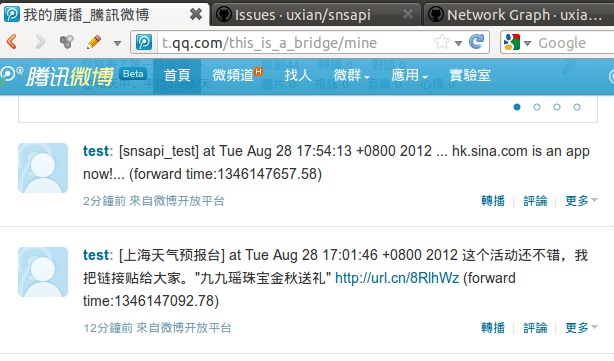 我的廣播_騰訊微博
Issues · uxian/snsapi
Network Graph · uxia...
t.qq.com/this_is_a_bridge/mine
Google
腾讯微博 Beta 首頁 微頻道 H 找人 微群 應用 實驗室
test: [snsapi_test] at Tue Aug 28 17:54:13 +0800 2012 ... hk.sina.com is an app
now!... (forward time:1346147657.58)
2分鐘前 來自微博开放平台
轉播 | 評論 | 更多
test: [上海天气预报台] at Tue Aug 28 17:01:46 +0800 2012 这个活动还不错，我
把链接贴给大家。"九九瑶珠宝金秋送礼" http://url.cn/8RlhWz (forward
time:1346147092.78)
12分鐘前 來自微博开放平台
轉播 | 評論 | 更多